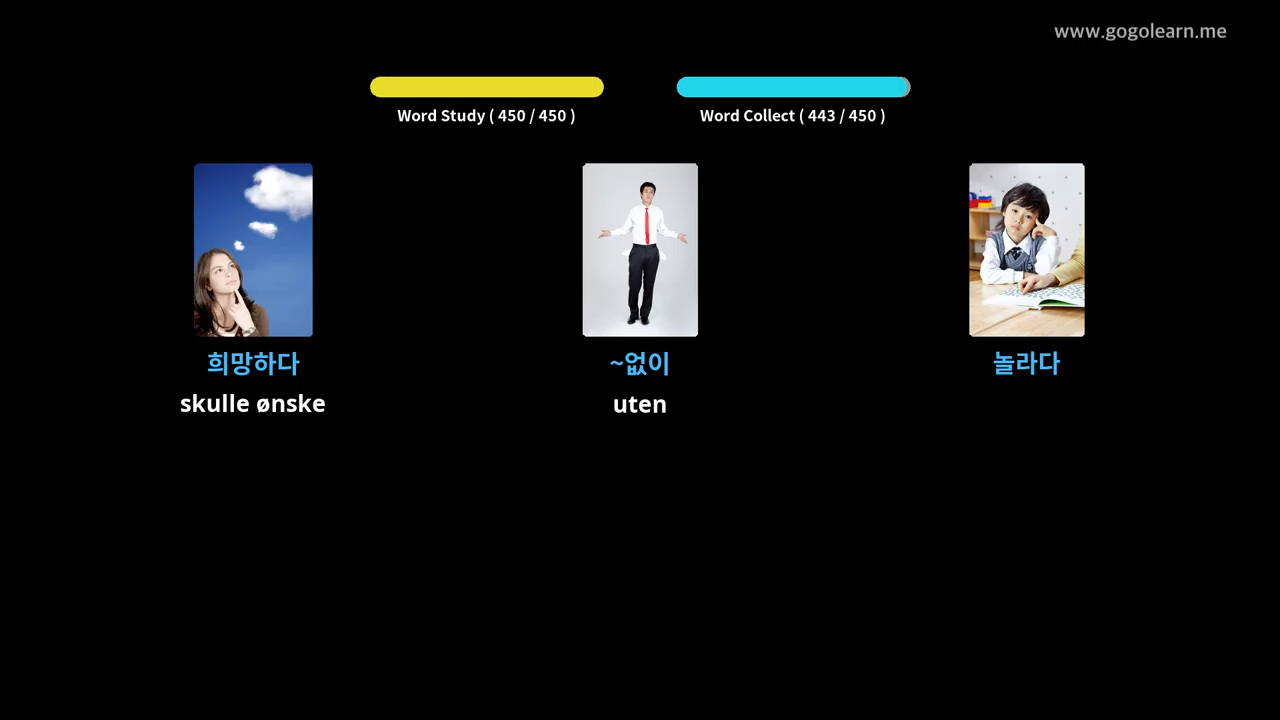 www.gogolearn.me
Word Study ( 450 / 450 )
Word Collect ( 443 / 450 )
희망하다
~없이
놀라다
skulle ønske
uten